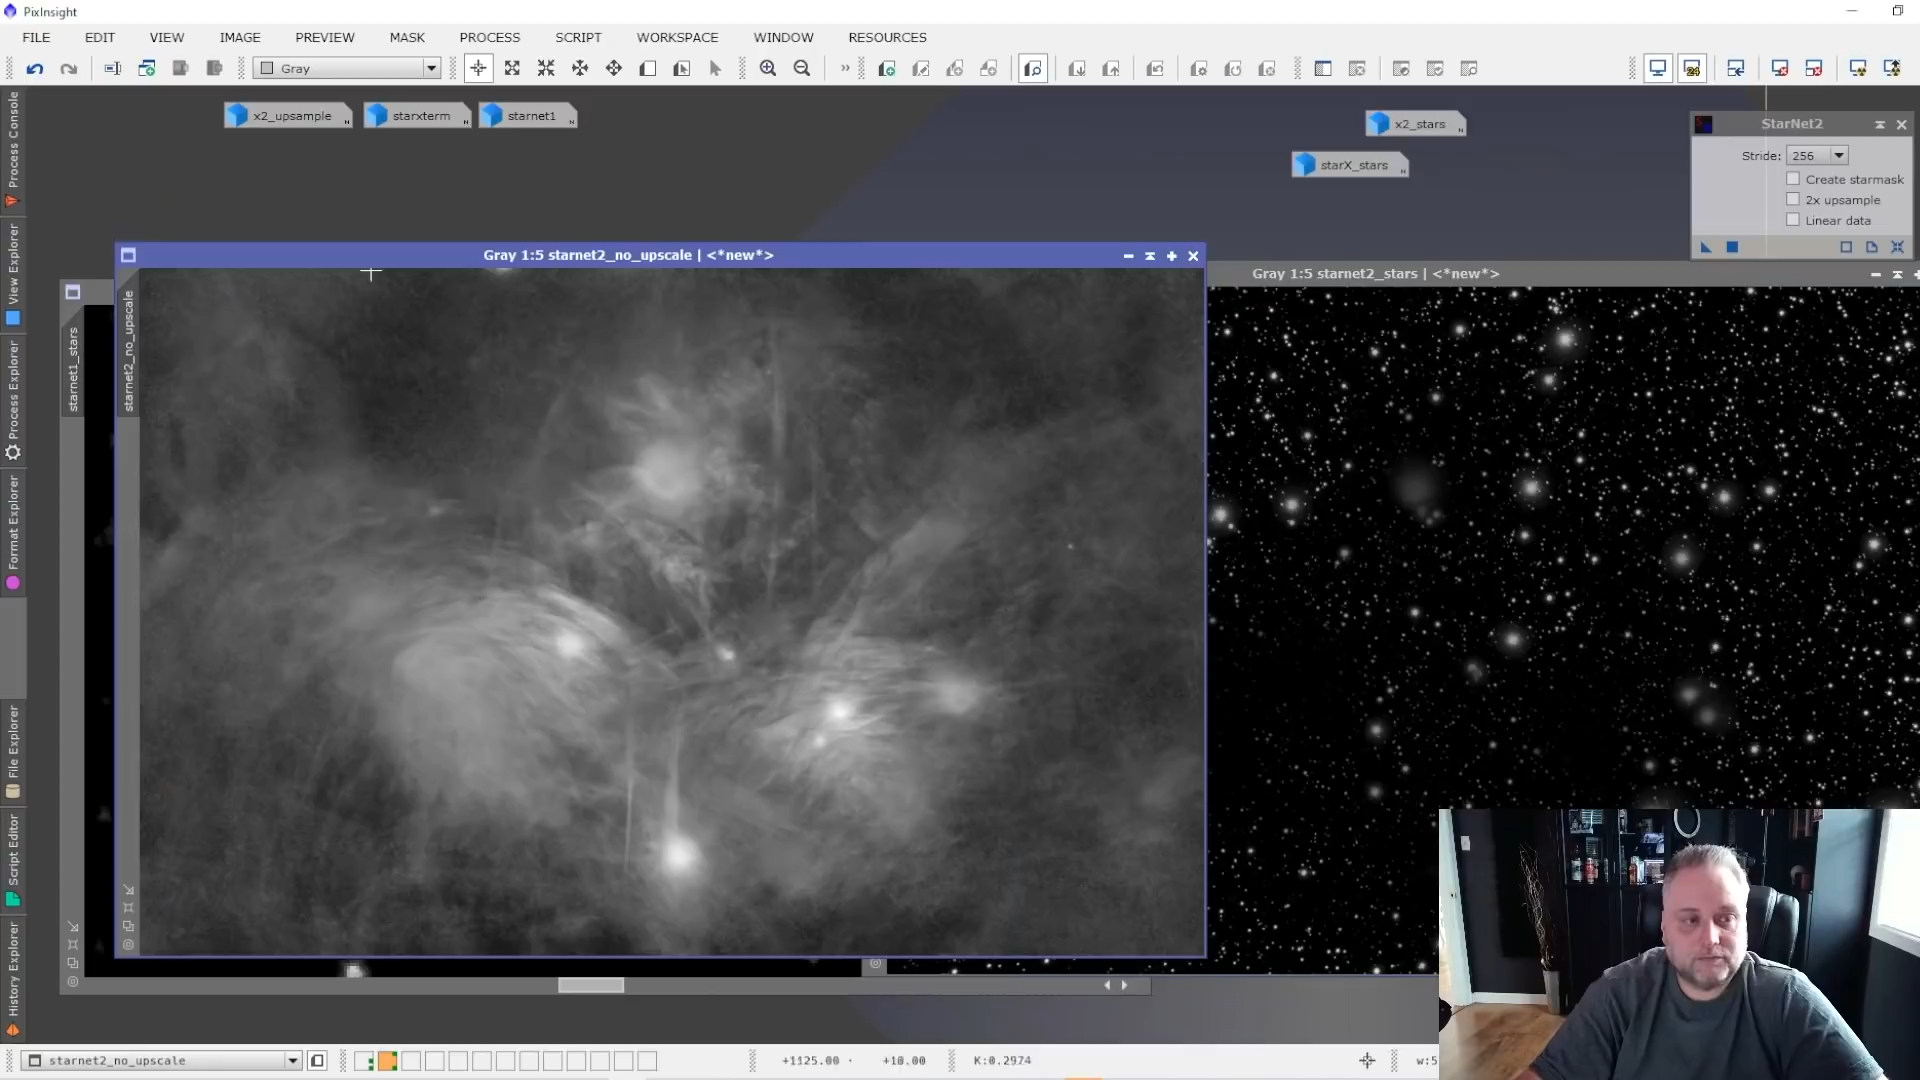 PixInsight
FILE EDIT VIEW IMAGE PREVIEW MASK PROCESS SCRIPT WORKSPACE WINDOW RESOURCES
Gray
24
x2_upsample
starxterm
starnet1
x2_stars
starX_stars
StarNet2
Stride: 256
Create starmask
2x upsample
Linear data
Gray 1:5 starnet2_no_upscale | <*new*>
Gray 1:5 starnet2_stars | <*new*>
starnet1_stars
starnet2_no_upscale
Process Console
View Explorer
Process Explorer
Format Explorer
File Explorer
Script Editor
History Explorer
starnet2_no_upscale
+1125.00 · +18.00
K:0.2974
w:5